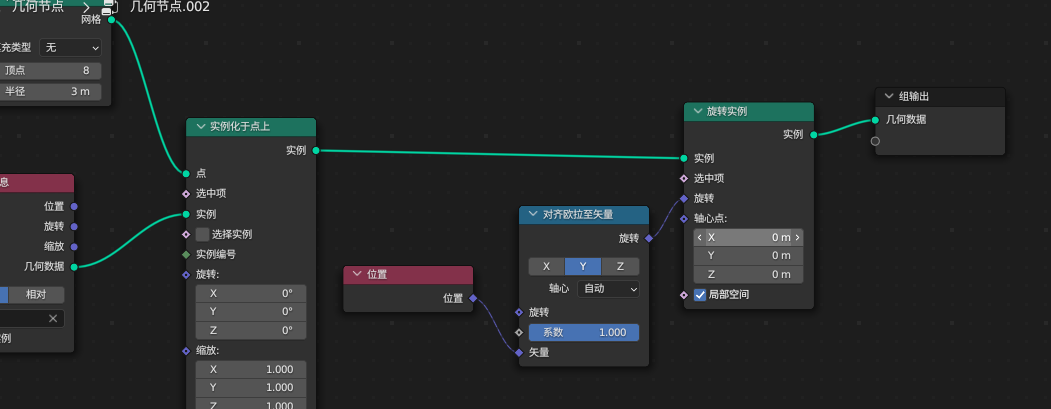 几何节点 几何节点.002
网格
充类型 无
顶点 8
半径 3 m
息
位置
旋转
缩放
几何数据
相对
例
实例化于点上
实例
点
选中项
实例
选择实例
实例编号
旋转:
X 0°
Y 0°
Z 0°
缩放:
X 1.000
Y 1.000
Z 1.000
位置
位置
对齐欧拉至矢量
旋转
X Y Z
轴心 自动
旋转
系数 1.000
矢量
旋转实例
实例
实例
选中项
旋转
轴心点:
X 0 m
Y 0 m
Z 0 m
局部空间
组输出
几何数据